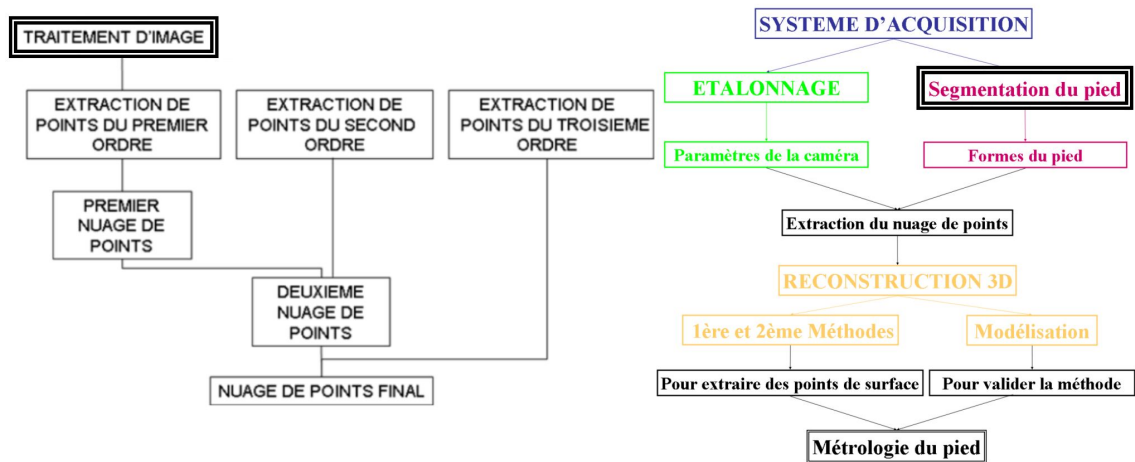 TRAITEMENT D'IMAGE
EXTRACTION DE
POINTS DU PREMIER
ORDRE
EXTRACTION DE
POINTS DU SECOND
ORDRE
EXTRACTION DE
POINTS DU TROISIEME
ORDRE
PREMIER
NUAGE DE
POINTS
DEUXIEME
NUAGE DE
POINTS
NUAGE DE POINTS FINAL
SYSTEME D'ACQUISITION
ETALONNAGE
Segmentation du pied
Paramètres de la caméra
Formes du pied
Extraction du nuage de points
RECONSTRUCTION 3D
1ère et 2ème Méthodes
Modélisation
Pour extraire des points de surface
Pour valider la méthode
Métrologie du pied